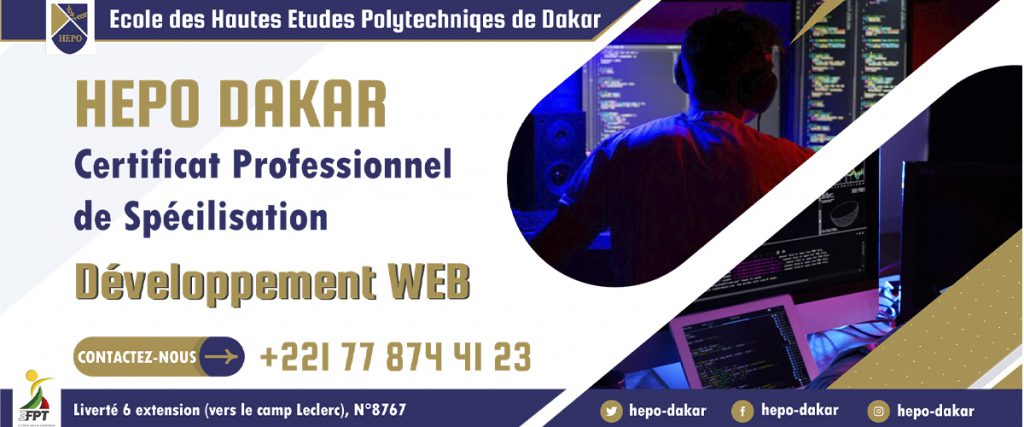 Ecole des Hautes Etudes Polytechniqes de Dakar
HEPO
HEPO DAKAR
Certificat Professionnel
de Spécilisation
Développement WEB
CONTACTEZ-NOUS
+221 77 874 41 23
3FPT
Liverté 6 extension (vers le camp Leclerc), N°8767
hepo-dakar
hepo-dakar
hepo-dakar